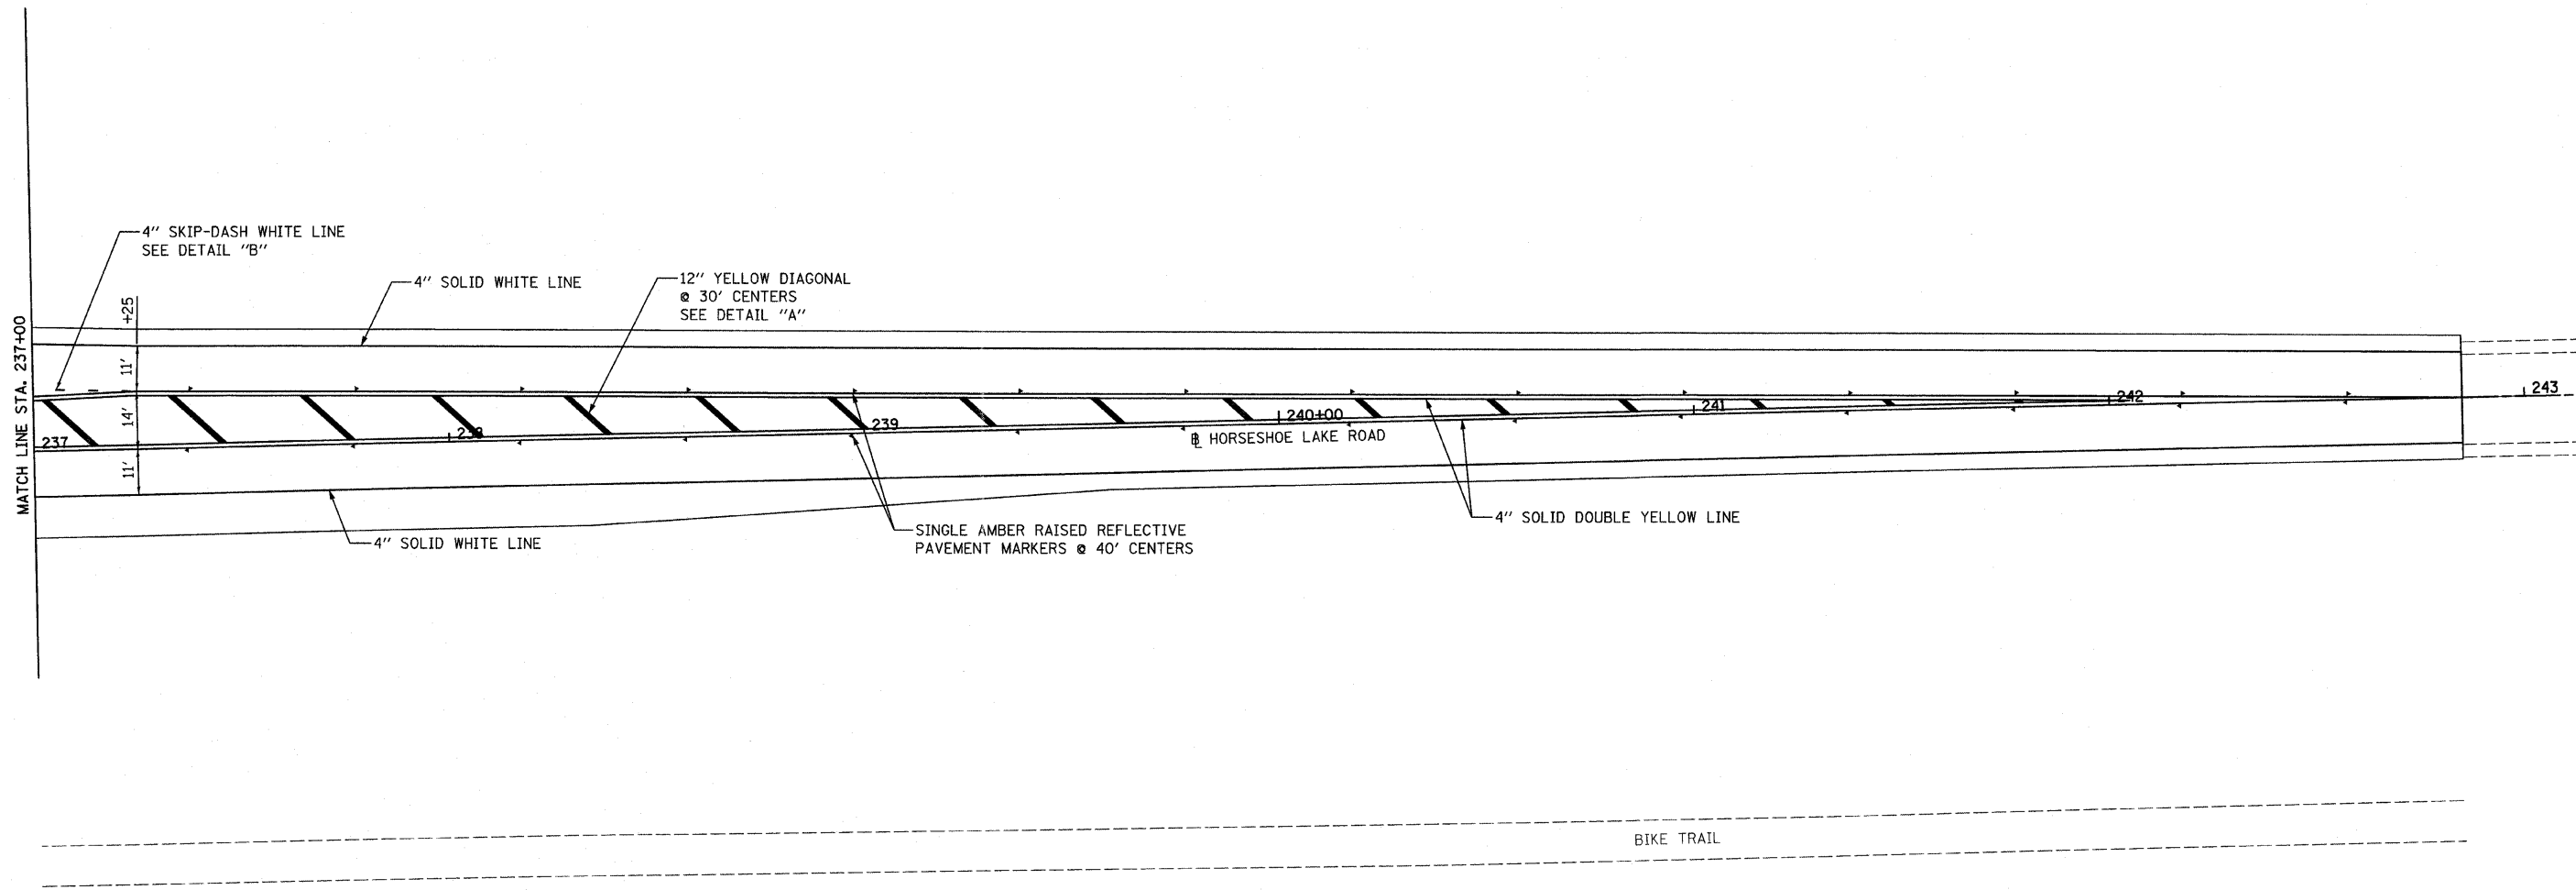 4" SKIP-DASH WHITE LINE
SEE DETAIL "B"
4" SOLID WHITE LINE
12" YELLOW DIAGONAL
@ 30' CENTERS
SEE DETAIL "A"
+25
MATCH LINE STA. 237+00
11'
14'
11'
237
238
239
240+00
241
242
243
B HORSESHOE LAKE ROAD
4" SOLID WHITE LINE
SINGLE AMBER RAISED REFLECTIVE
PAVEMENT MARKERS @ 40' CENTERS
4" SOLID DOUBLE YELLOW LINE
BIKE TRAIL